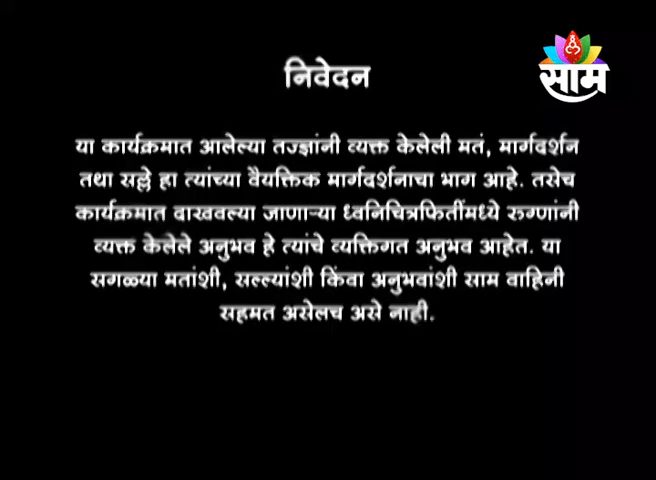 साम
निवेदन
या कार्यक्रमात आलेल्या तज्ज्ञांनी व्यक्त केलेली मतं, मार्गदर्शन
तथा सल्ले हा त्यांच्या वैयक्तिक मार्गदर्शनाचा भाग आहे. तसेच
कार्यक्रमात दाखवल्या जाणाऱ्या ध्वनिचित्रफितींमध्ये रुग्णांनी
व्यक्त केलेले अनुभव हे त्यांचे व्यक्तिगत अनुभव आहेत. या
सगळ्या मतांशी, सल्ल्यांशी किंवा अनुभवांशी साम वाहिनी
सहमत असेलच असे नाही.